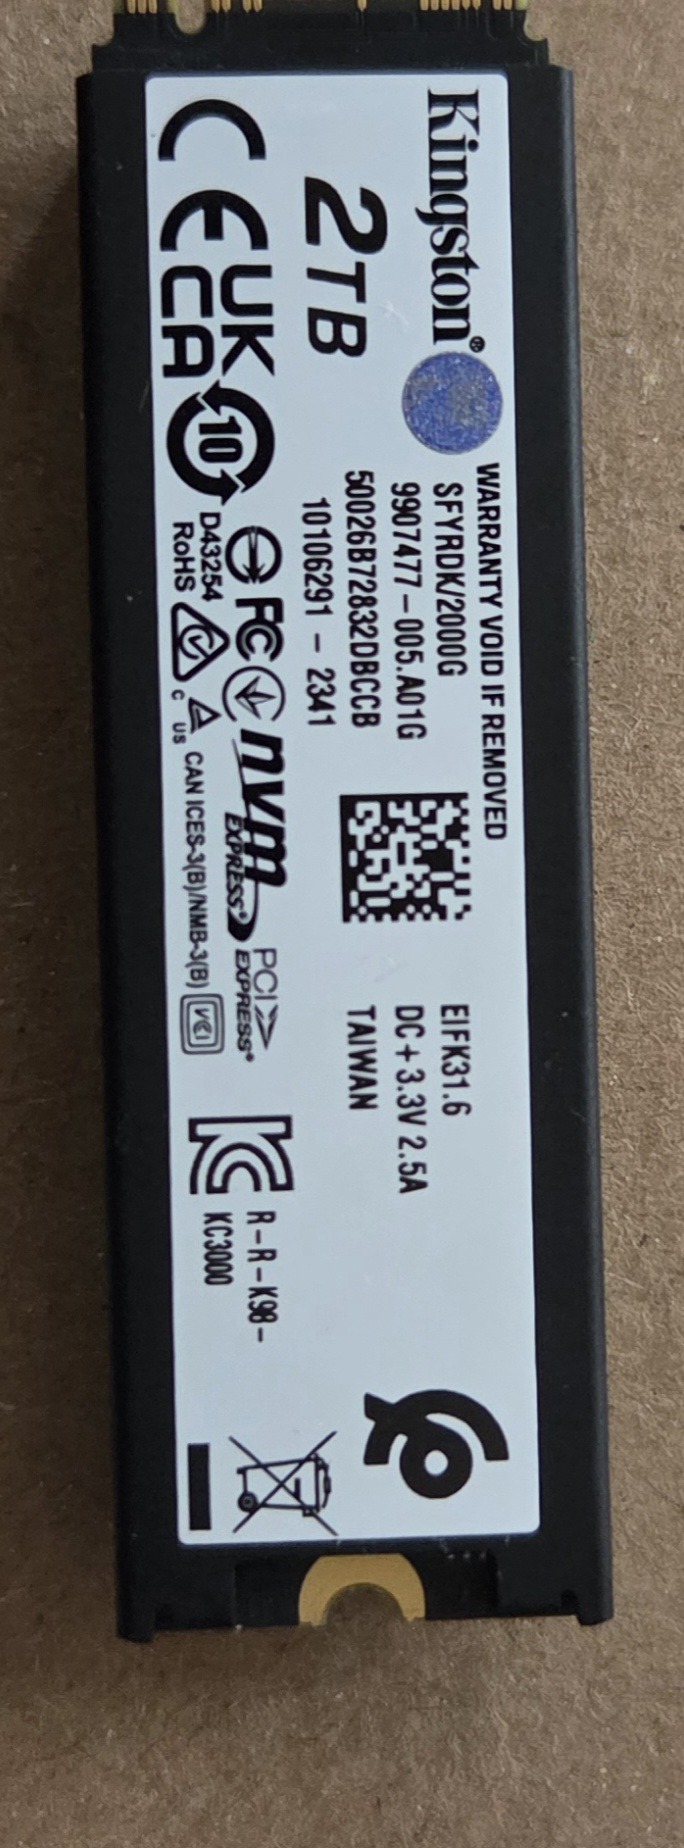 Kingston®
2TB
WARRANTY VOID IF REMOVED
SFYRDK/2000G
9907477-005.A01G
50026B72832DBCCB
10106291 - 2341
EIFK31.6
DC+3.3V 2.5A
TAIWAN
CE
UK
CA
10
D43254
RoHS
FC
nvm
EXPRESS®
PCI
EXPRESS®
c US
CAN ICES-3(B)/NMB-3(B)
VCI
R-R-K98-
KC3000